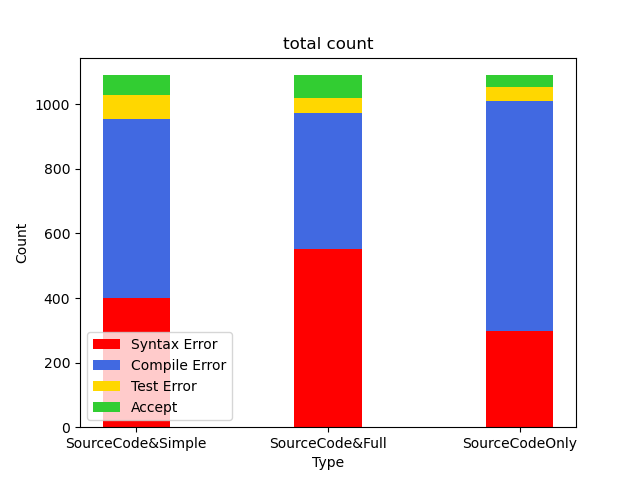 total count
Count
1000
800
600
400
200
0
Syntax Error
Compile Error
Test Error
Accept
SourceCode&Simple
SourceCode&Full
SourceCodeOnly
Type